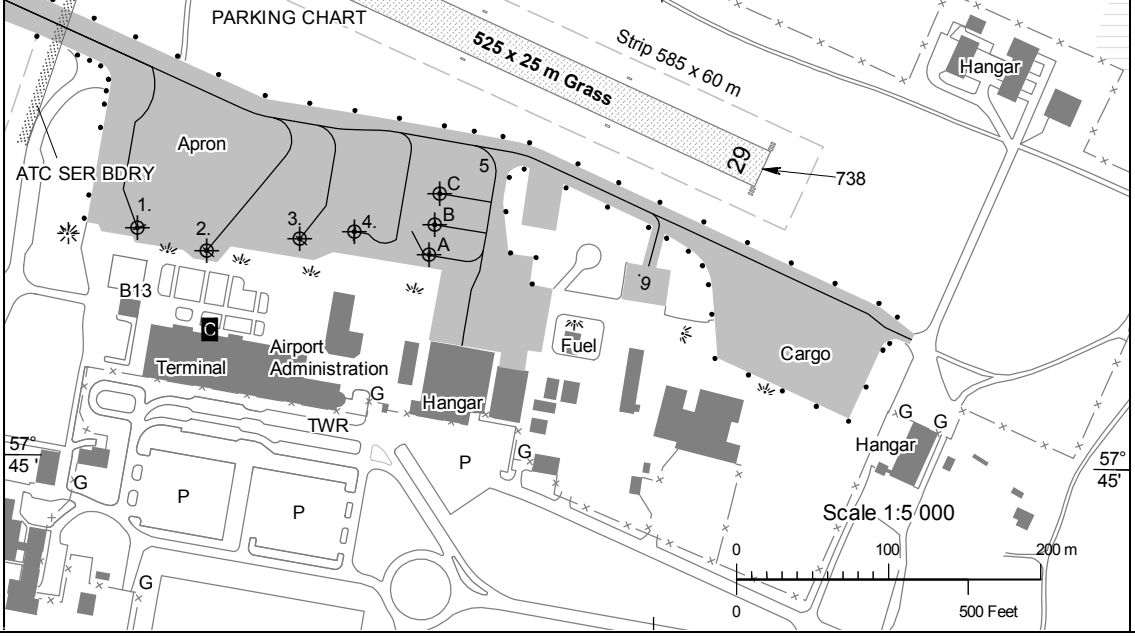 PARKING CHART
Strip 585 x 60 m
525 x 25 m Grass
Hangar
Apron
29
738
ATC SER BDRY
5
C
B
A
1.
2.
3.
4.
6.
B13
C
Terminal
Airport
Administration
Fuel
Cargo
Hangar
G
TWR
G
G
Hangar
57°
45 '
P
G
57°
45'
G
P
P
Scale 1:5 000
0
100
200 m
0
500 Feet
G